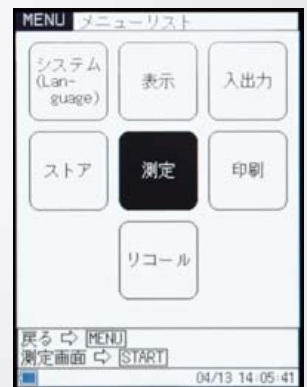 MENU メニューリスト
システム
(Lan-
guage)
表示
入出力
ストア
測定
印刷
リコール
戻る ⇨ MENU
測定画面 ⇨ START
04/13 14:05:41